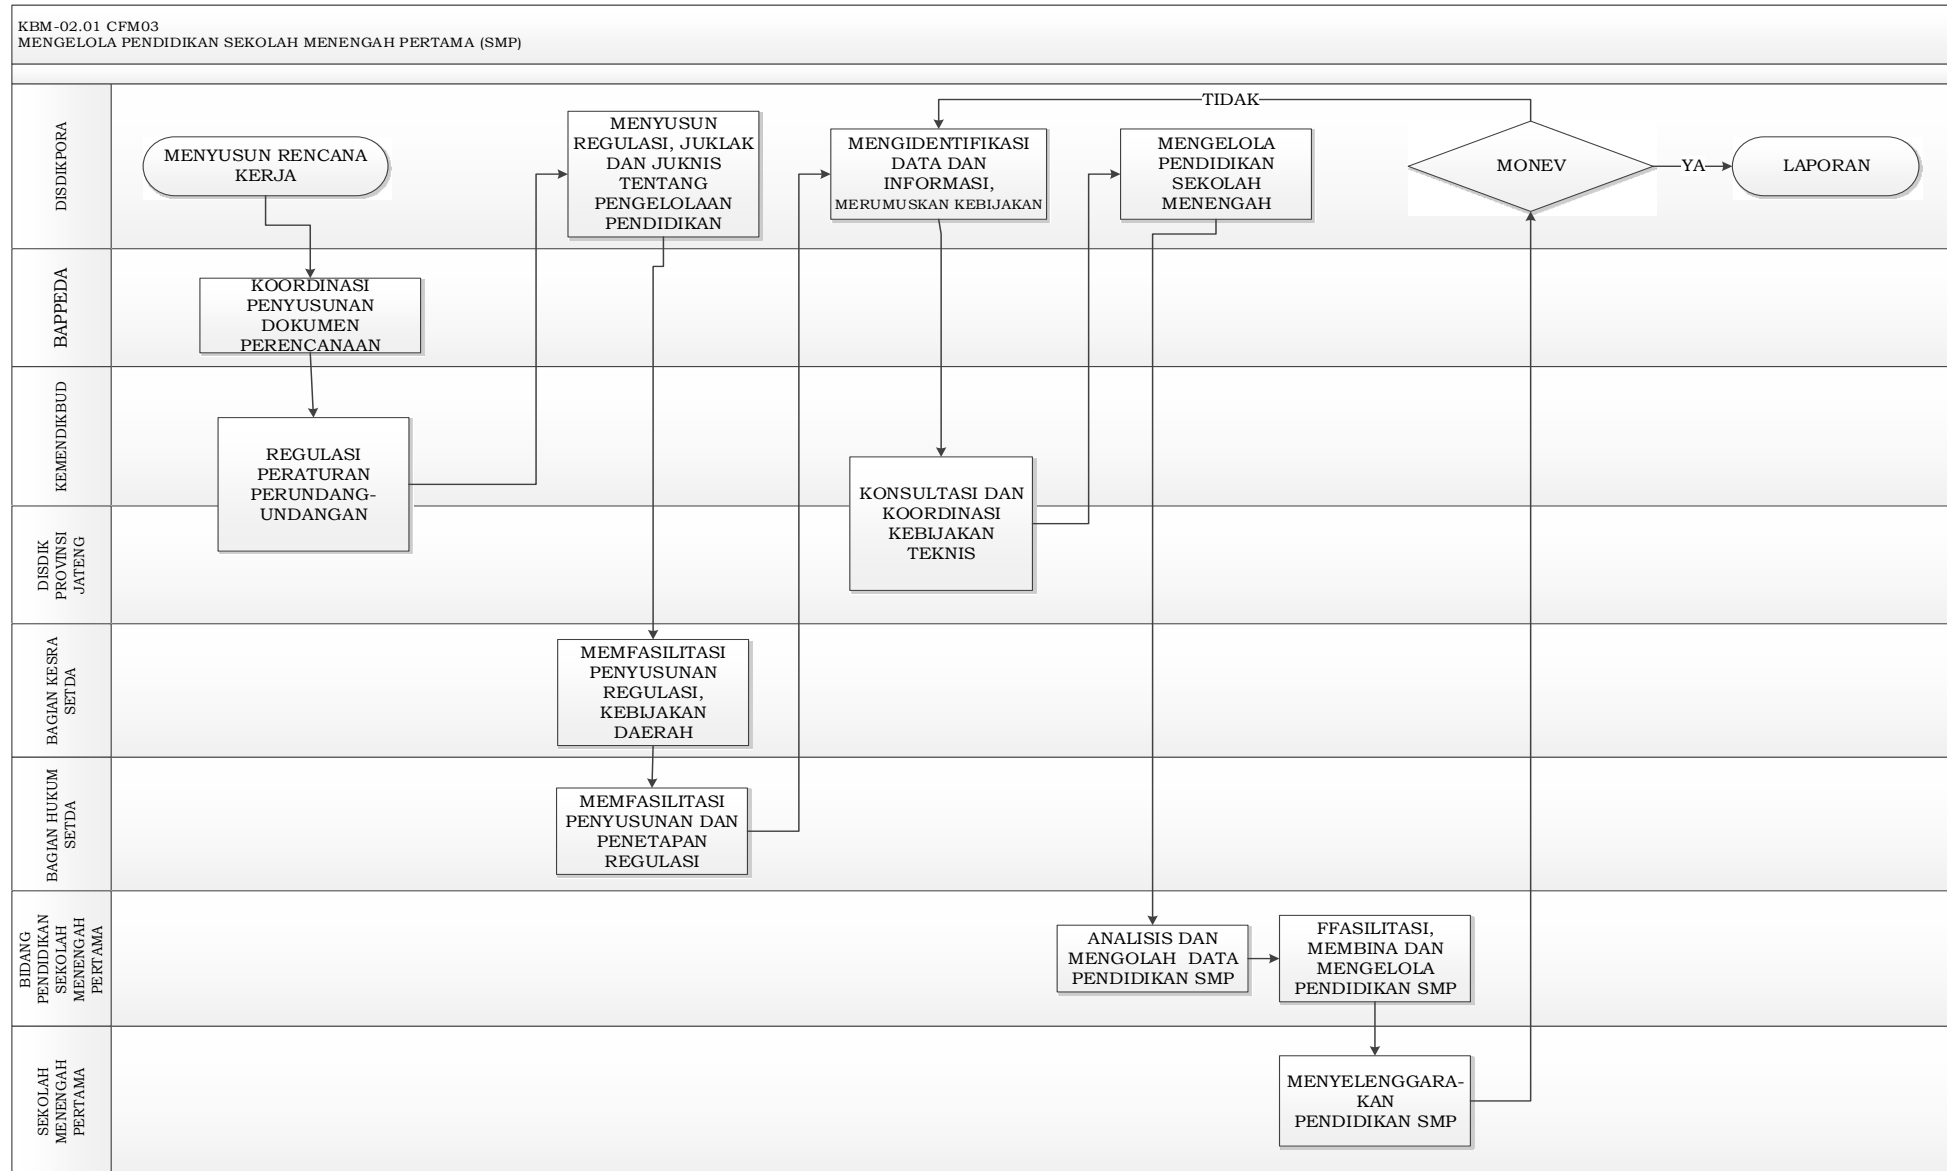 KBM-02.01 CFM03
MENGELOLA PENDIDIKAN SEKOLAH MENENGAH PERTAMA (SMP)
DISDIKPORA
MENYUSUN RENCANA
KERJA
MENYUSUN
REGULASI, JUKLAK
DAN JUKNIS
TENTANG
PENGELOLAAN
PENDIDIKAN
TIDAK
MENGIDENTIFIKASI
DATA DAN
INFORMASI,
MERUMUSKAN KEBIJAKAN
MENGELOLA
PENDIDIKAN
SEKOLAH
MENENGAH
MONEV
YA
LAPORAN
BAPPEDA
KOORDINASI
PENYUSUNAN
DOKUMEN
PERENCANAAN
KEMENDIKBUD
REGULASI
PERATURAN
PERUNDANG-
UNDANGAN
KONSULTASI DAN
KOORDINASI
KEBIJAKAN
TEKNIS
DISDIK
PROVINSI
JATENG
BAGIAN KESRA
SETDA
MEMFASILITASI
PENYUSUNAN
REGULASI,
KEBIJAKAN
DAERAH
BAGIAN HUKUM
SETDA
MEMFASILITASI
PENYUSUNAN DAN
PENETAPAN
REGULASI
BIDANG
PENDIDIKAN
SEKOLAH
MENENGAH
PERTAMA
ANALISIS DAN
MENGOLAH  DATA
PENDIDIKAN SMP
FFASILITASI,
MEMBINA DAN
MENGELOLA
PENDIDIKAN SMP
SEKOLAH
MENENGAH
PERTAMA
MENYELENGGARA-
KAN
PENDIDIKAN SMP